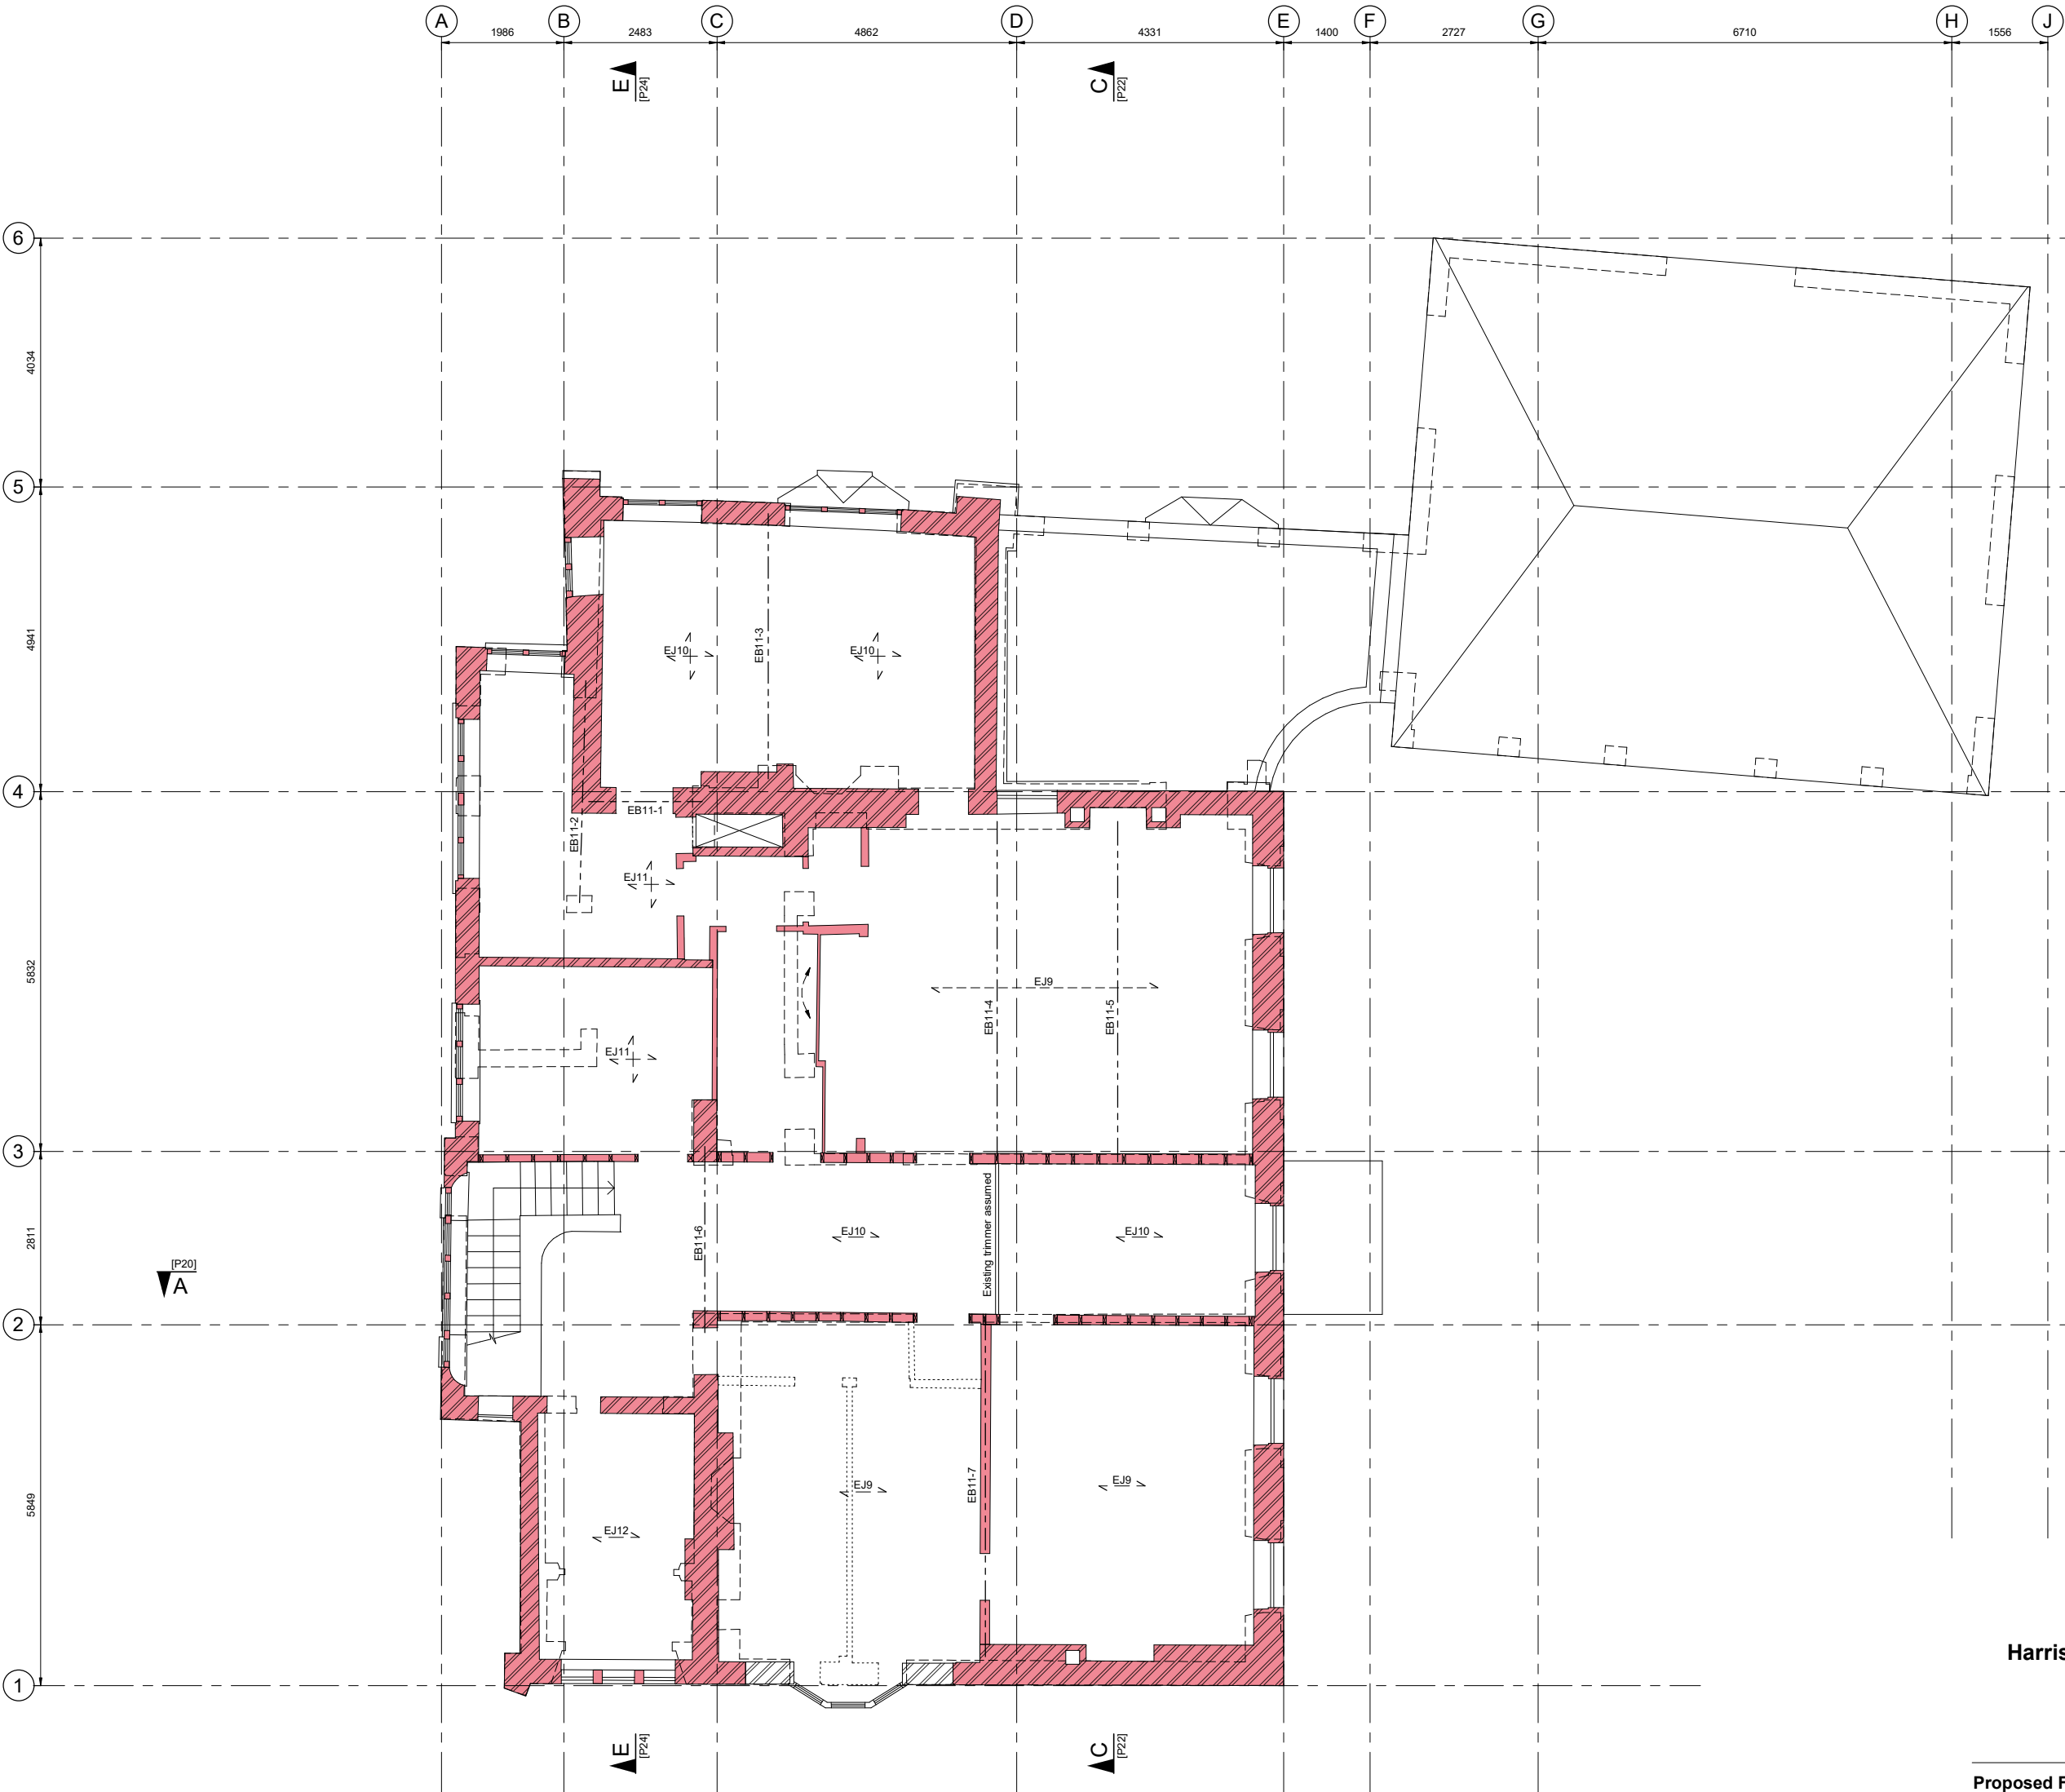 A B C D E F G H J
1986 2483 4862 4331 1400 2727 6710 1556
E
[P24]
C
[P22]
6
4034
5
4941
EJ10
EB11-3
EJ10
4
EB11-1
EB11-2
EJ11
5832
EJ9
EB11-4
EB11-5
EJ11
3
2811
EB11-6
EJ10
Existing trimmer assumed
EJ10
[P20]
A
2
5849
EJ9
EB11-7
EJ9
EJ12
Harris
1
E
[P24]
C
[P22]
Proposed